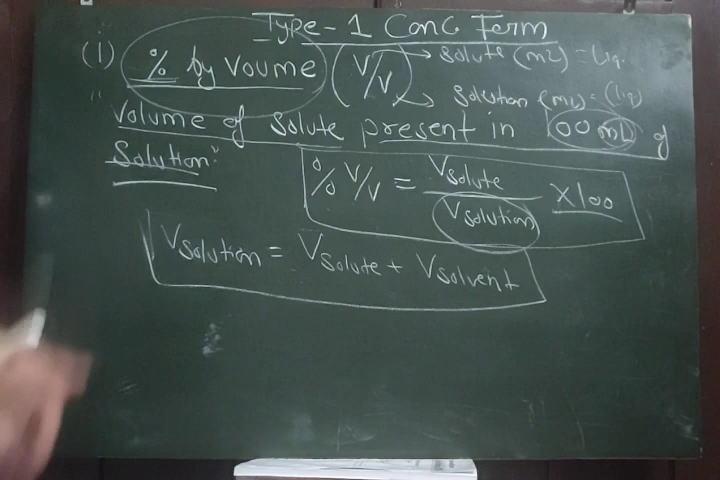 Type-1 Conc Term
(1) % by Voume (V/V) → Solute (mL) = Liq.
→ Solution (mL) = (Liq)
"Volume of Solute present in 100 mL of
Solution".
% V/V = Vsolute / Vsolution × 100
Vsolution = Vsolute + Vsolvent